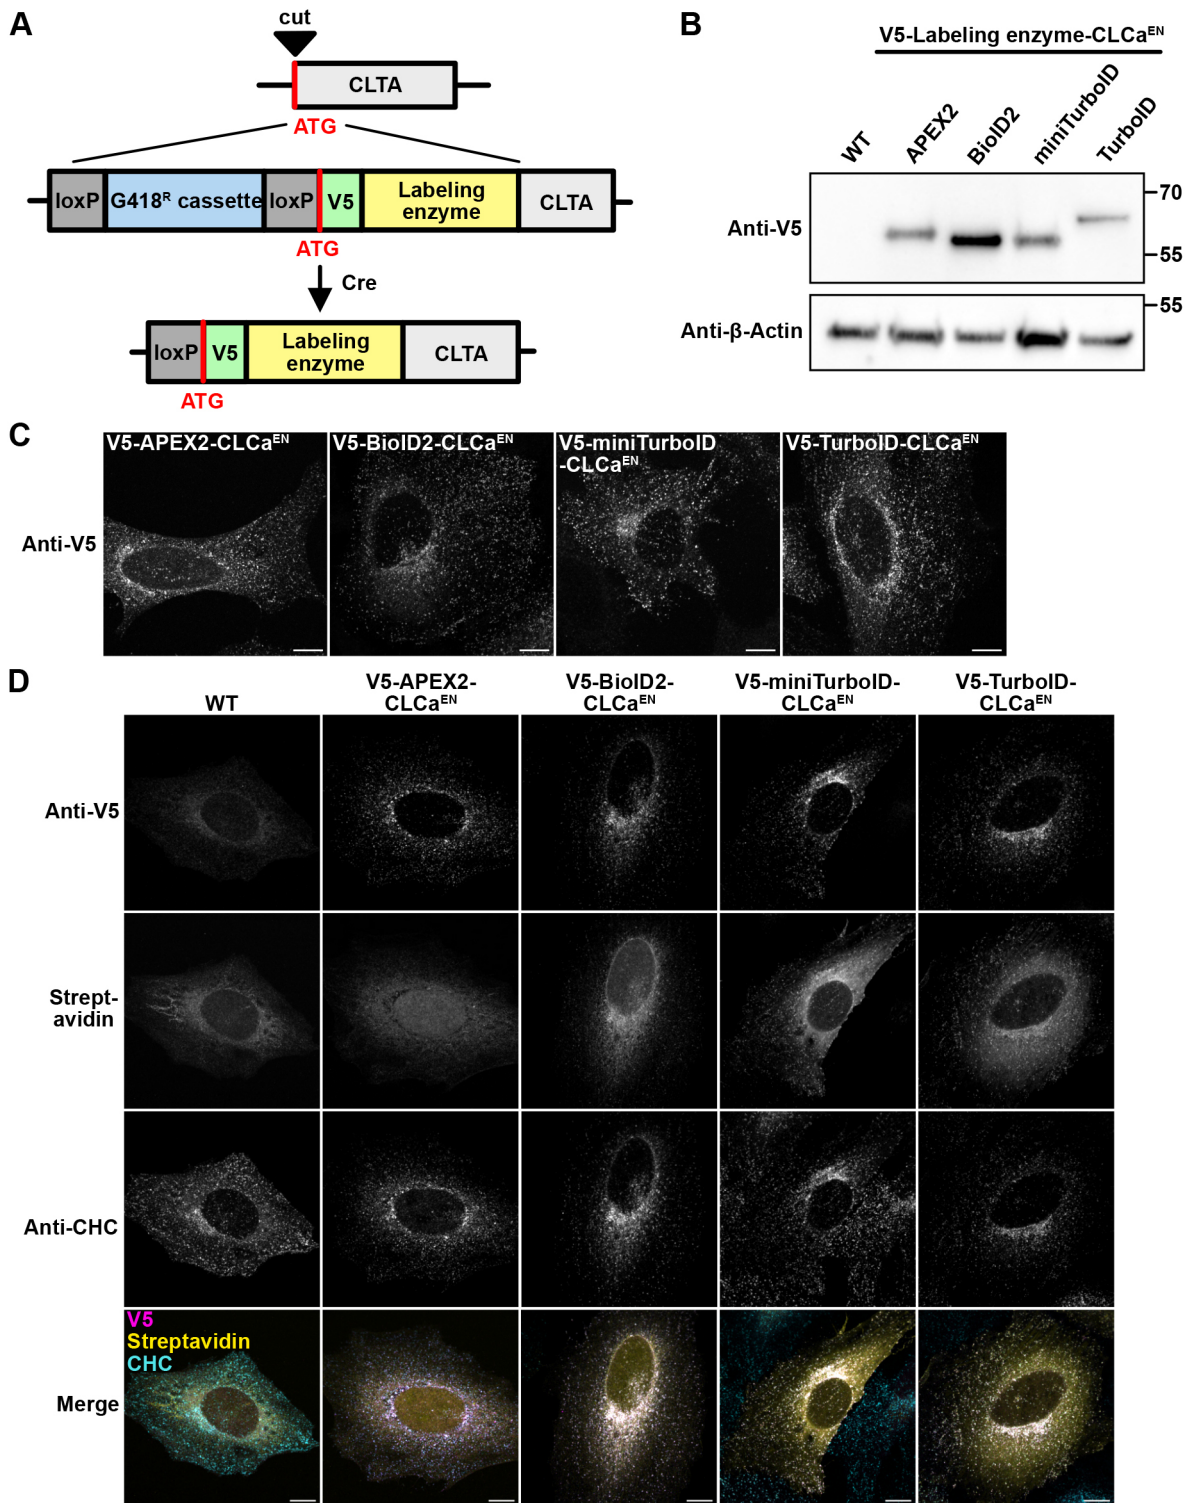 A
cut
CLTA
ATG
loxP G418ᴿ cassette loxP V5 Labeling enzyme CLTA
ATG
Cre
loxP V5 Labeling enzyme CLTA
ATG
B
V5-Labeling enzyme-CLCaᴱᴺ
WT APEX2 BioID2 miniTurboID TurboID
Anti-V5
70
55
55
Anti-β-Actin
C
V5-APEX2-CLCaᴱᴺ
V5-BioID2-CLCaᴱᴺ
V5-miniTurboID
-CLCaᴱᴺ
V5-TurboID-CLCaᴱᴺ
Anti-V5
D
WT
V5-APEX2-
CLCaᴱᴺ
V5-BioID2-
CLCaᴱᴺ
V5-miniTurboID-
CLCaᴱᴺ
V5-TurboID-
CLCaᴱᴺ
Anti-V5
Strept-
avidin
Anti-CHC
V5
Streptavidin
CHC
Merge